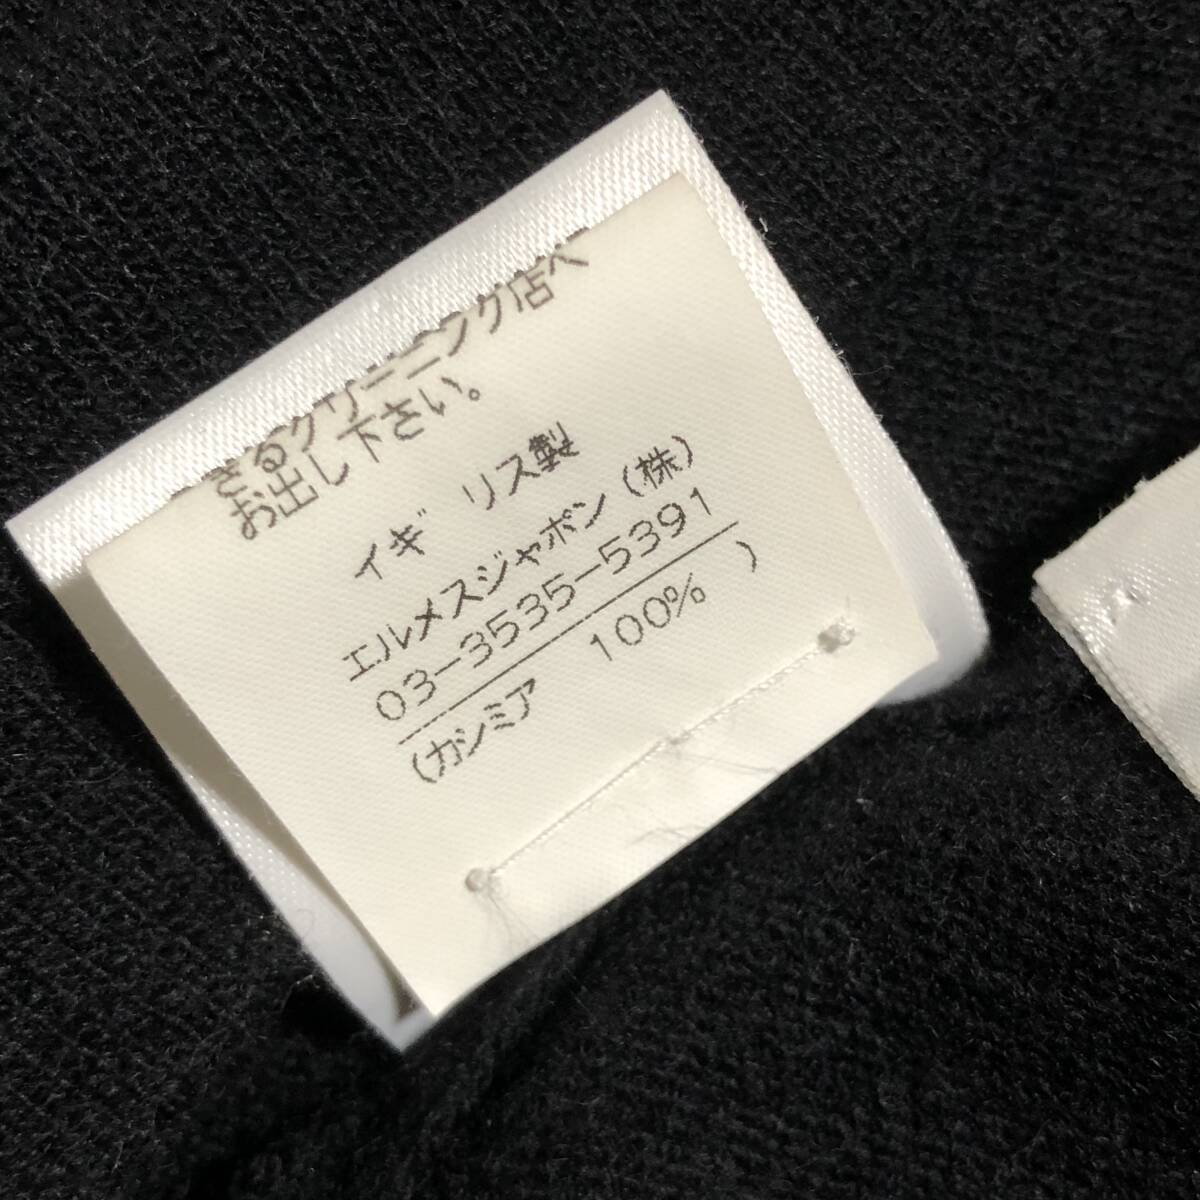 きるクリーニング店へ
お出し下さい。
イギリス製
エルメスジャポン(株)
03-3535-5391
(カシミア 100% )